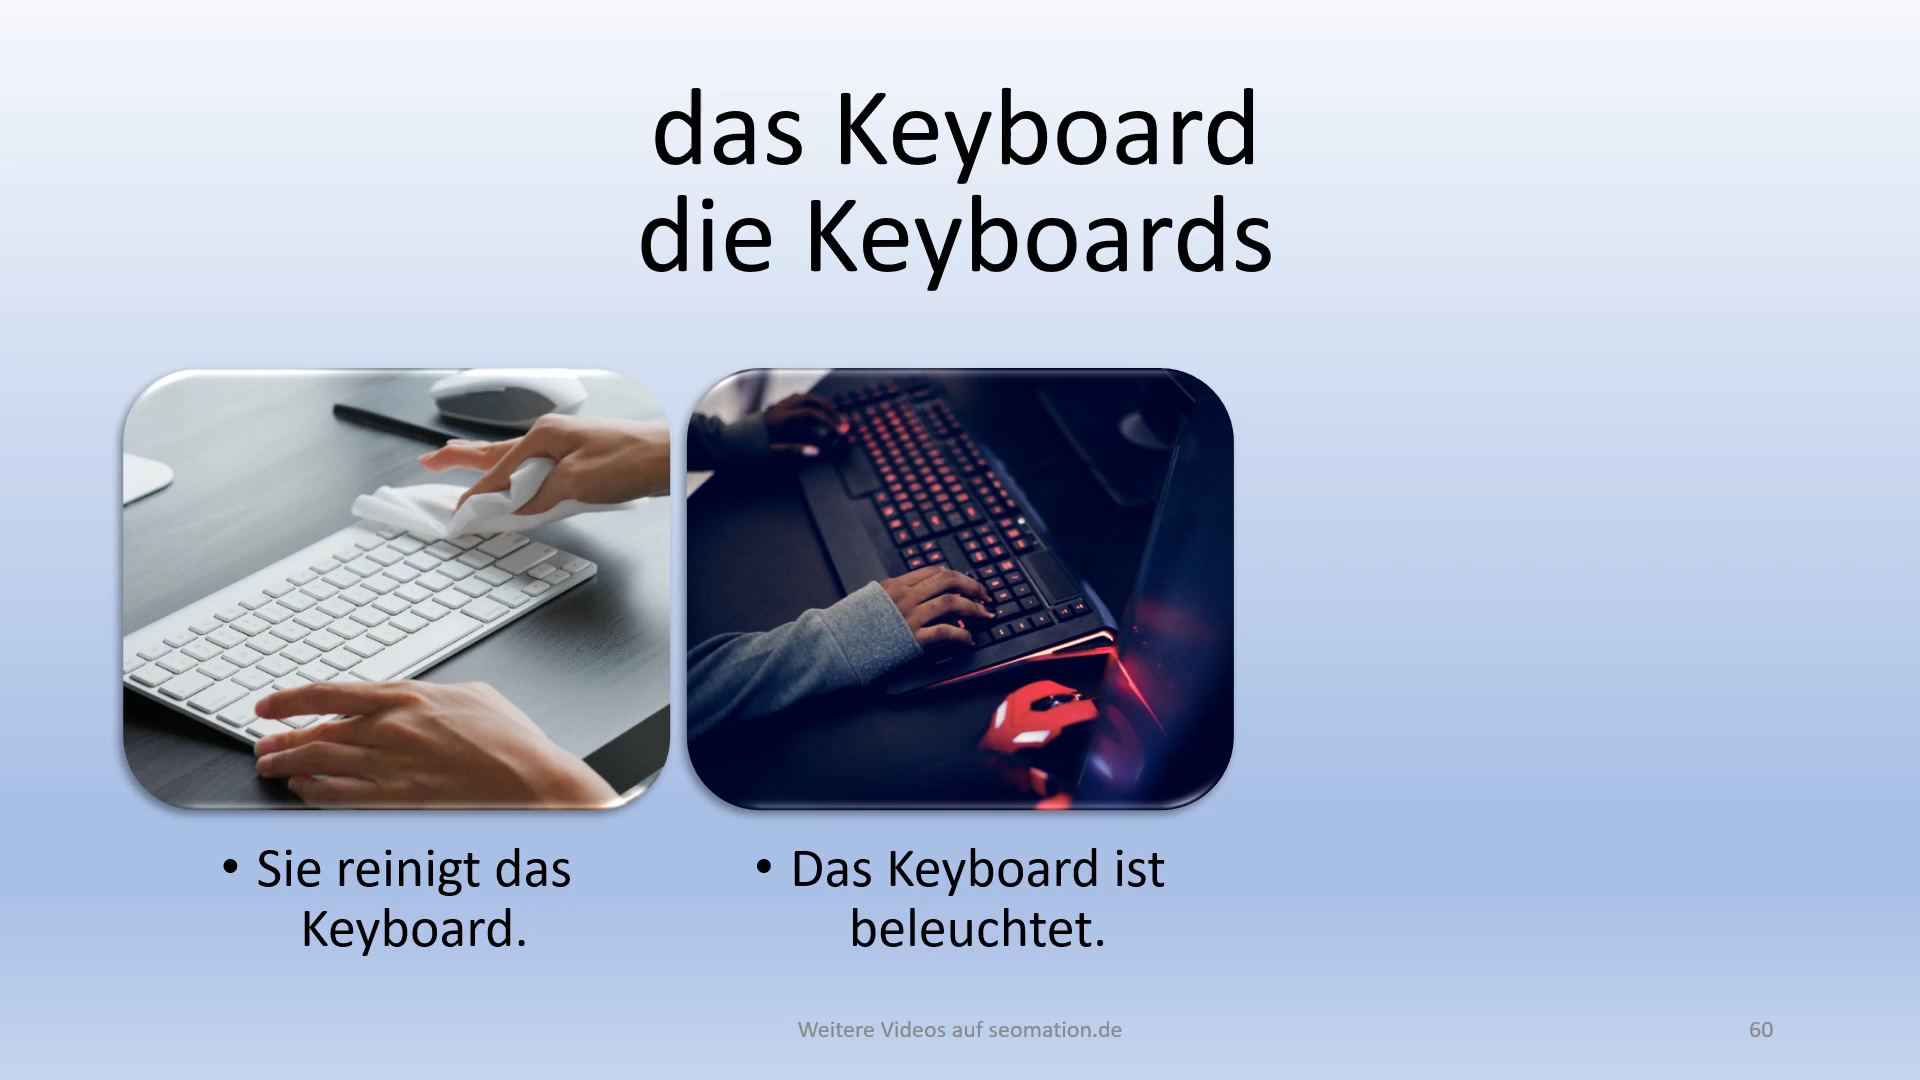 das Keyboard
die Keyboards
• Sie reinigt das
Keyboard.
• Das Keyboard ist
beleuchtet.
Weitere Videos auf seomation.de
60